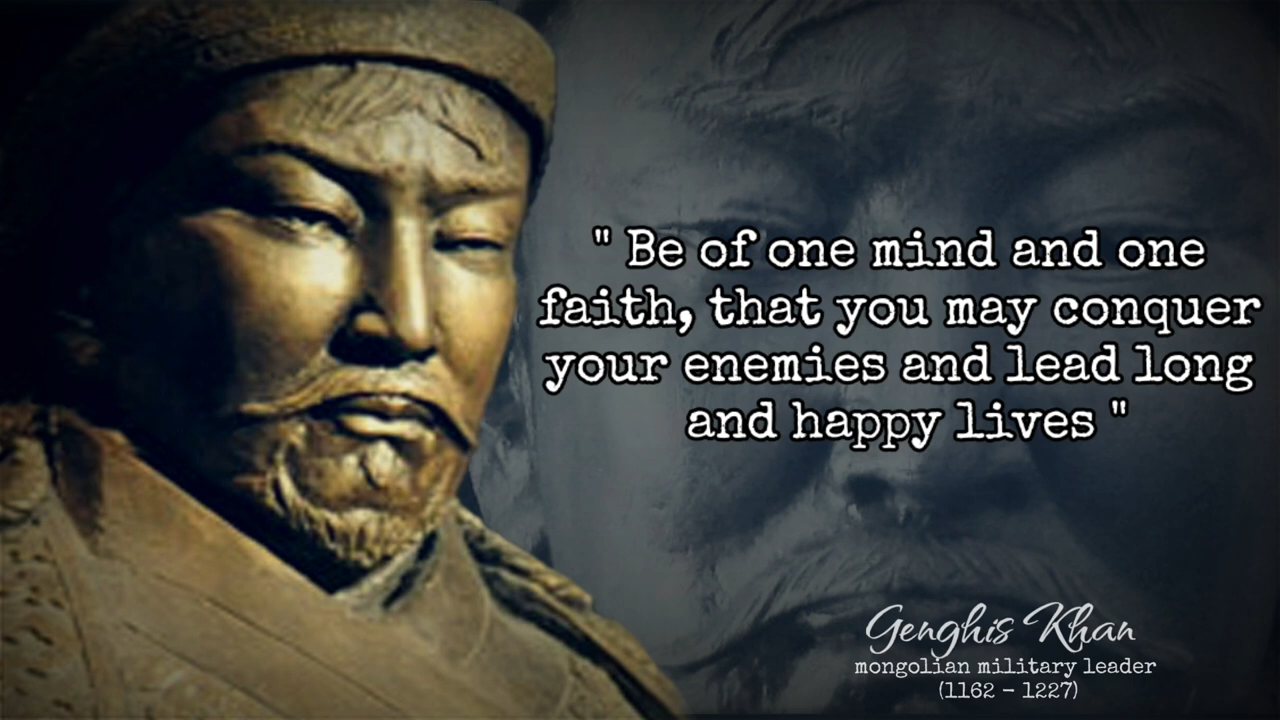 " Be of one mind and one
faith, that you may conquer
your enemies and lead long
and happy lives "
Genghis Khan
mongolian military leader
(1162 - 1227)